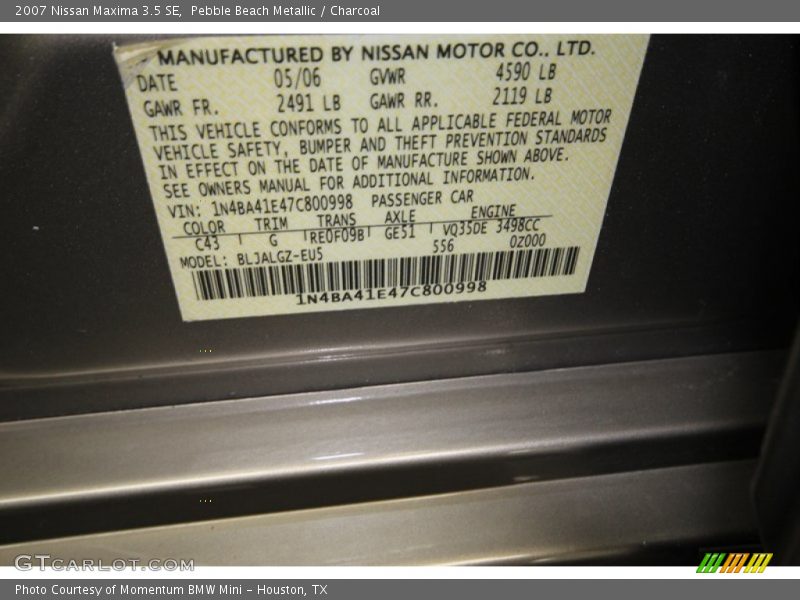 2007 Nissan Maxima 3.5 SE, Pebble Beach Metallic / Charcoal
MANUFACTURED BY NISSAN MOTOR CO., LTD.
DATE 05/06 GVWR 4590 LB
GAWR FR. 2491 LB GAWR RR. 2119 LB
THIS VEHICLE CONFORMS TO ALL APPLICABLE FEDERAL MOTOR
VEHICLE SAFETY, BUMPER AND THEFT PREVENTION STANDARDS
IN EFFECT ON THE DATE OF MANUFACTURE SHOWN ABOVE.
SEE OWNERS MANUAL FOR ADDITIONAL INFORMATION.
VIN: 1N4BA41E47C800998 PASSENGER CAR
COLOR TRIM TRANS AXLE ENGINE
C43 G RE0F09B GE51 VQ35DE 3498CC
MODEL: BLJALGZ-EU5 556 0Z000
1N4BA41E47C800998
GTCARLOT.COM
Photo Courtesy of Momentum BMW Mini - Houston, TX